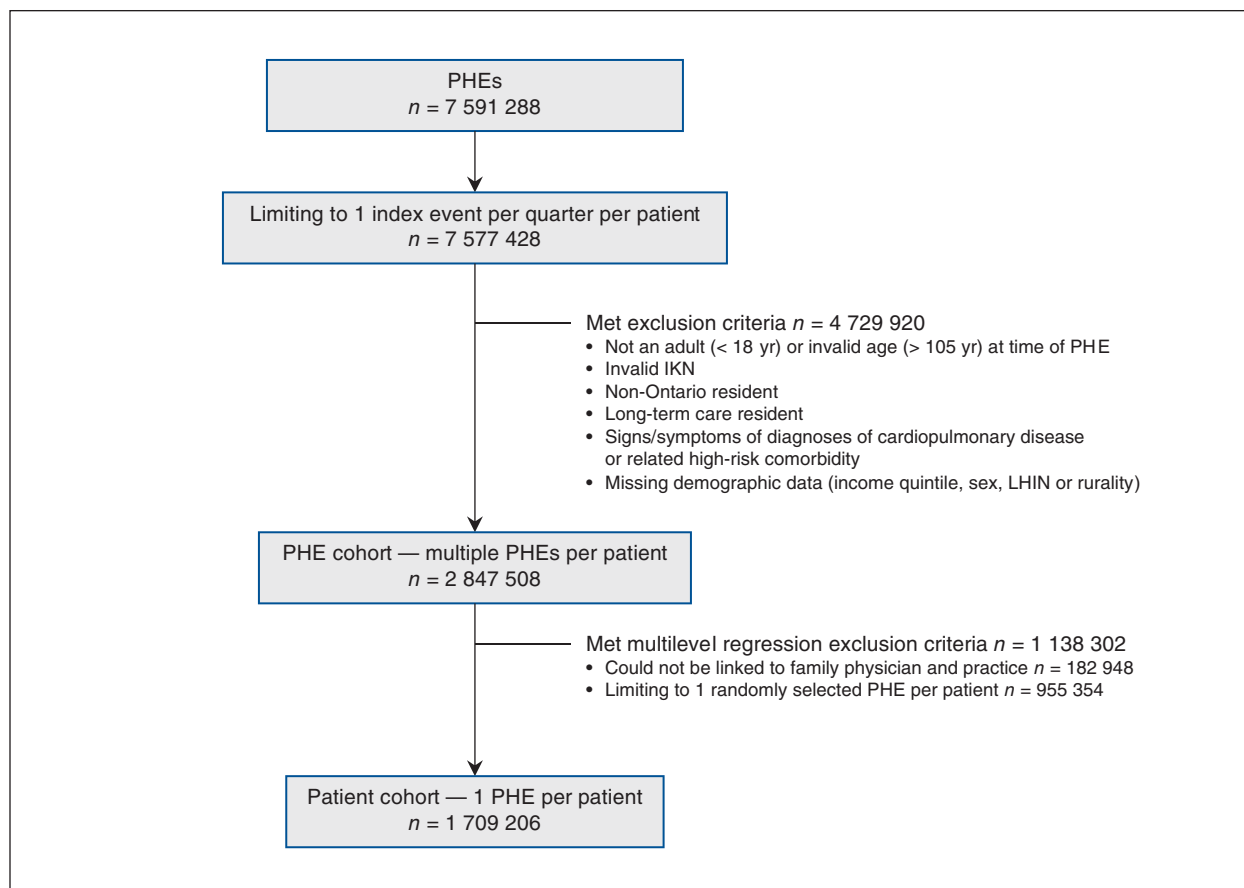 PHEs
n = 7 591 288
Limiting to 1 index event per quarter per patient
n = 7 577 428
Met exclusion criteria n = 4 729 920
• Not an adult (< 18 yr) or invalid age (> 105 yr) at time of PHE
• Invalid IKN
• Non-Ontario resident
• Long-term care resident
• Signs/symptoms of diagnoses of cardiopulmonary disease
or related high-risk comorbidity
• Missing demographic data (income quintile, sex, LHIN or rurality)
PHE cohort — multiple PHEs per patient
n = 2 847 508
Met multilevel regression exclusion criteria n = 1 138 302
• Could not be linked to family physician and practice n = 182 948
• Limiting to 1 randomly selected PHE per patient n = 955 354
Patient cohort — 1 PHE per patient
n = 1 709 206